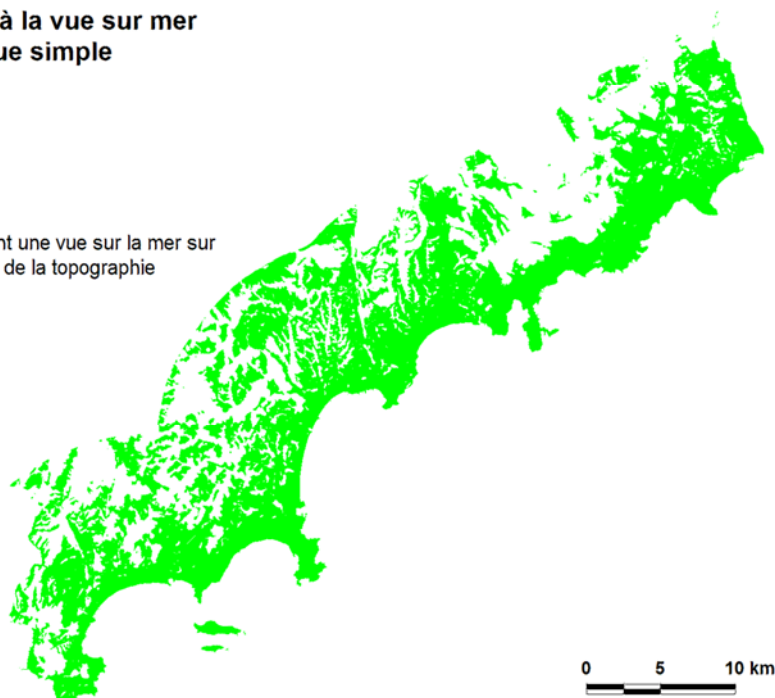 à la vue sur mer
ue simple
nt une vue sur la mer sur
de la topographie
0 5 10 km